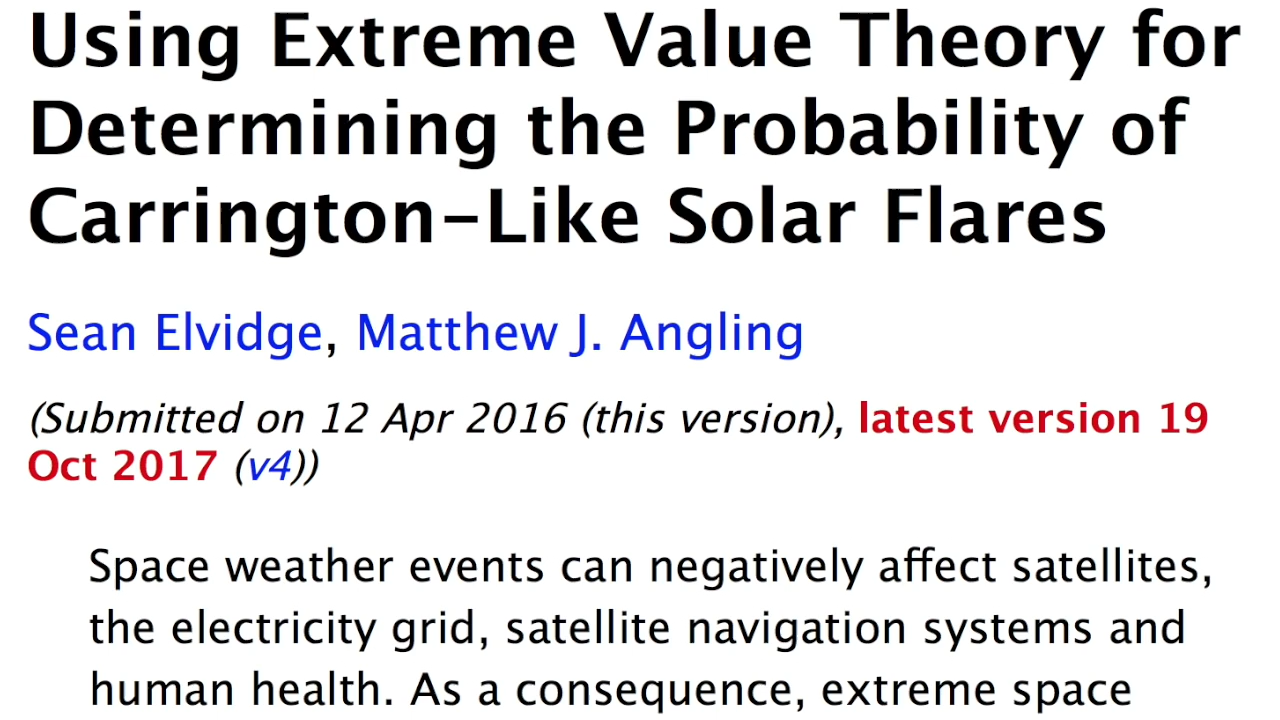 Using Extreme Value Theory for
Determining the Probability of
Carrington-Like Solar Flares
Sean Elvidge, Matthew J. Angling
(Submitted on 12 Apr 2016 (this version), latest version 19
Oct 2017 (v4))
Space weather events can negatively affect satellites,
the electricity grid, satellite navigation systems and
human health. As a consequence, extreme space